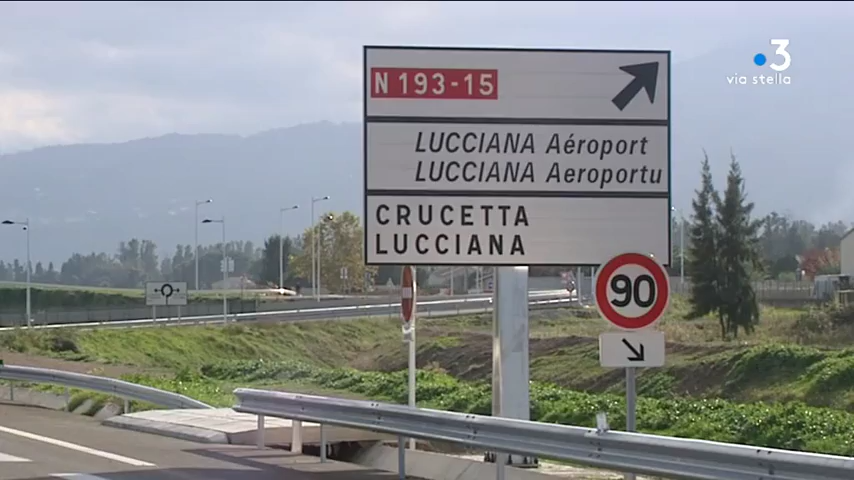 3
via stella
N 193-15
LUCCIANA Aéroport
LUCCIANA Aeroportu
CRUCETTA
LUCCIANA
90